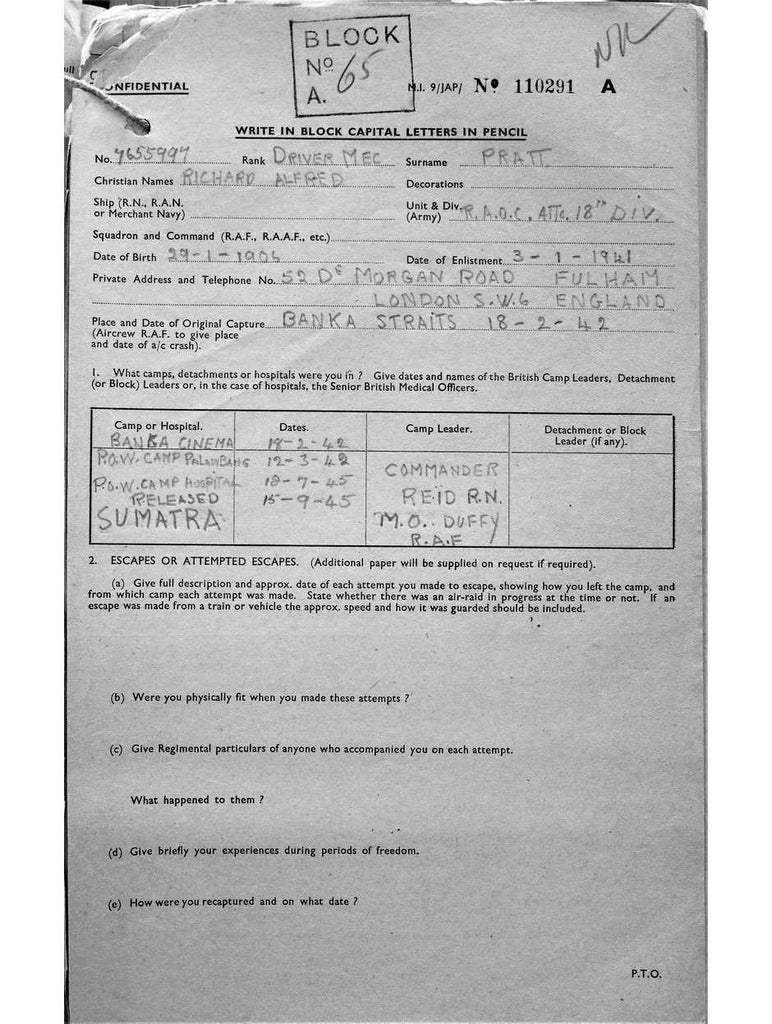 BLOCK
Nº 65
A.
NR
CONFIDENTIAL
M.I. 9/JAP/ Nº 110291 A
WRITE IN BLOCK CAPITAL LETTERS IN PENCIL
No. 7655997 Rank DRIVER MEC Surname PRATT
Christian Names RICHARD ALFRED Decorations
Ship (R.N., R.A.N. or Merchant Navy)
Unit & Div. (Army) R.A.O.C. ATTC. 18TH DIV.
Squadron and Command (R.A.F., R.A.A.F., etc.)
Date of Birth 29-1-1906 Date of Enlistment 3-1-1941
Private Address and Telephone No. 52 DE MORGAN ROAD FULHAM
LONDON S.W.6 ENGLAND
Place and Date of Original Capture BANKA STRAITS 18-2-42
(Aircrew R.A.F. to give place
and date of a/c crash).
1. What camps, detachments or hospitals were you in ? Give dates and names of the British Camp Leaders, Detachment
(or Block) Leaders or, in the case of hospitals, the Senior British Medical Officers.
Camp or Hospital. Dates. Camp Leader. Detachment or Block Leader (if any).
BANKA CINEMA 18-2-42
P.O.W. CAMP PALAMBANG 12-3-42
COMMANDER
P.O.W. CAMP HOSPITAL 18-7-45
RELEASED 15-9-45 REID R.N.
SUMATRA M.O. DUFFY
R.A.F
2. ESCAPES OR ATTEMPTED ESCAPES. (Additional paper will be supplied on request if required).
(a) Give full description and approx. date of each attempt you made to escape, showing how you left the camp, and
from which camp each attempt was made. State whether there was an air-raid in progress at the time or not. If an
escape was made from a train or vehicle the approx. speed and how it was guarded should be included.
(b) Were you physically fit when you made these attempts ?
(c) Give Regimental particulars of anyone who accompanied you on each attempt.
What happened to them ?
(d) Give briefly your experiences during periods of freedom.
(e) How were you recaptured and on what date ?
P.T.O.